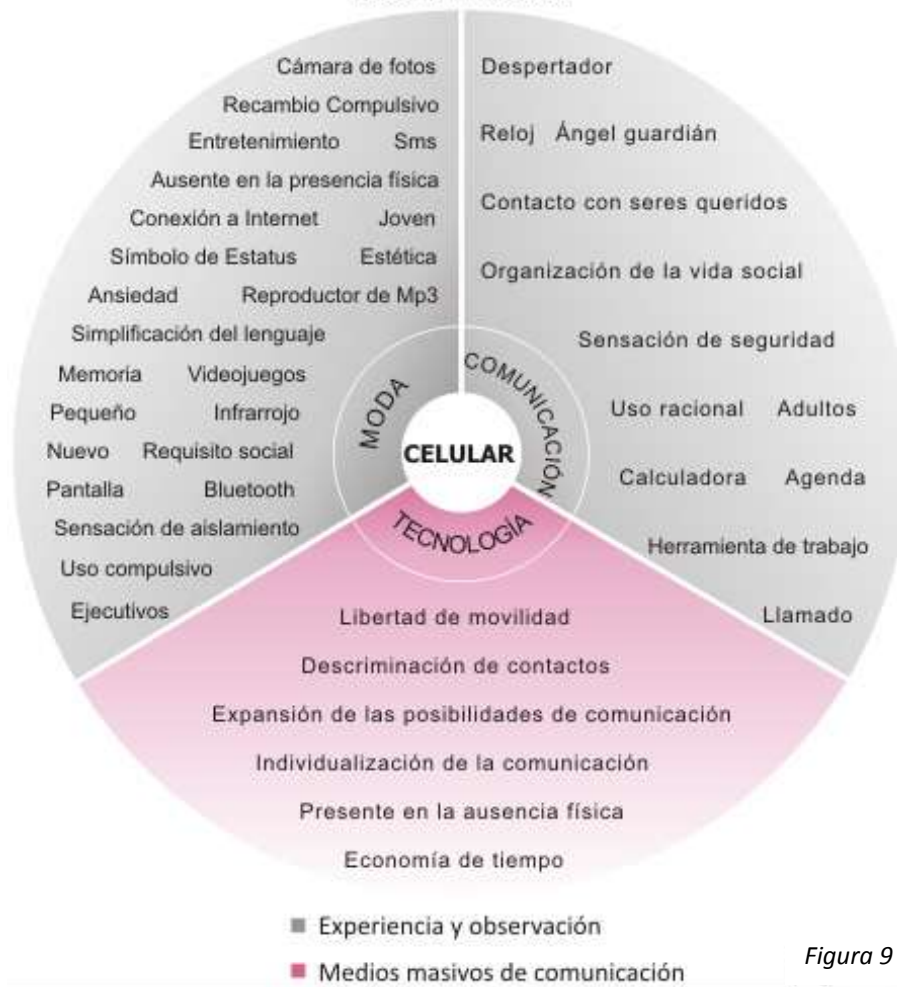 Cámara de fotos
Recambio Compulsivo
Entretenimiento Sms
Ausente en la presencia física
Conexión a Internet Joven
Símbolo de Estatus Estética
Ansiedad Reproductor de Mp3
Simplificación del lenguaje
Memoria Videojuegos
Pequeño Infrarrojo
Nuevo Requisito social
Pantalla Bluetooth
Sensación de aislamiento
Uso compulsivo
Ejecutivos
Despertador
Reloj Ángel guardián
Contacto con seres queridos
Organización de la vida social
Sensación de seguridad
Uso racional Adultos
Calculadora Agenda
Herramienta de trabajo
Llamado
MODA
COMUNICACIÓN
CELULAR
TECNOLOGÍA
Libertad de movilidad
Descriminación de contactos
Expansión de las posibilidades de comunicación
Individualización de la comunicación
Presente en la ausencia física
Economía de tiempo
Experiencia y observación
Medios masivos de comunicación
Figura 9